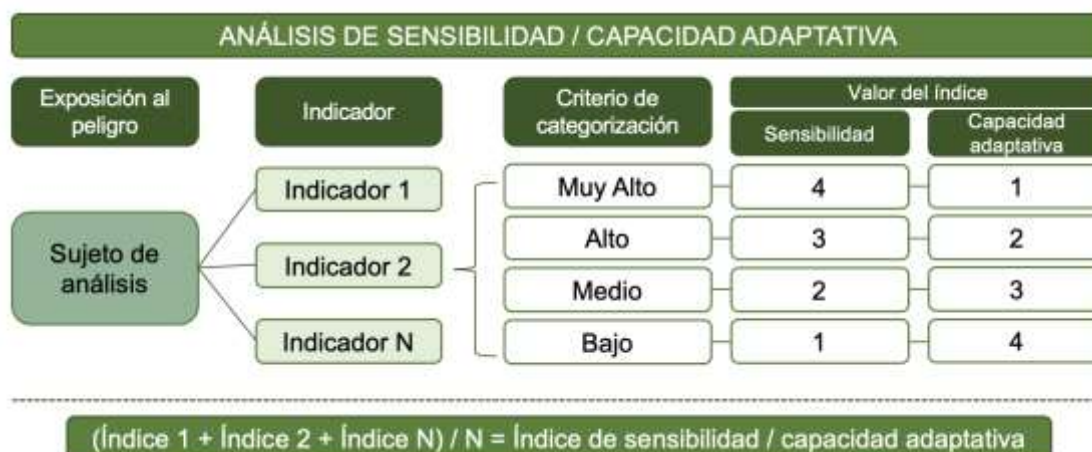 ANÁLISIS DE SENSIBILIDAD / CAPACIDAD ADAPTATIVA
Exposición al
peligro
Indicador
Criterio de
categorización
Valor del índice
Sensibilidad
Capacidad
adaptativa
Sujeto de
análisis
Indicador 1
Indicador 2
Indicador N
Muy Alto
4
1
Alto
3
2
Medio
2
3
Bajo
1
4
(Índice 1 + Índice 2 + Índice N) / N = Índice de sensibilidad / capacidad adaptativa